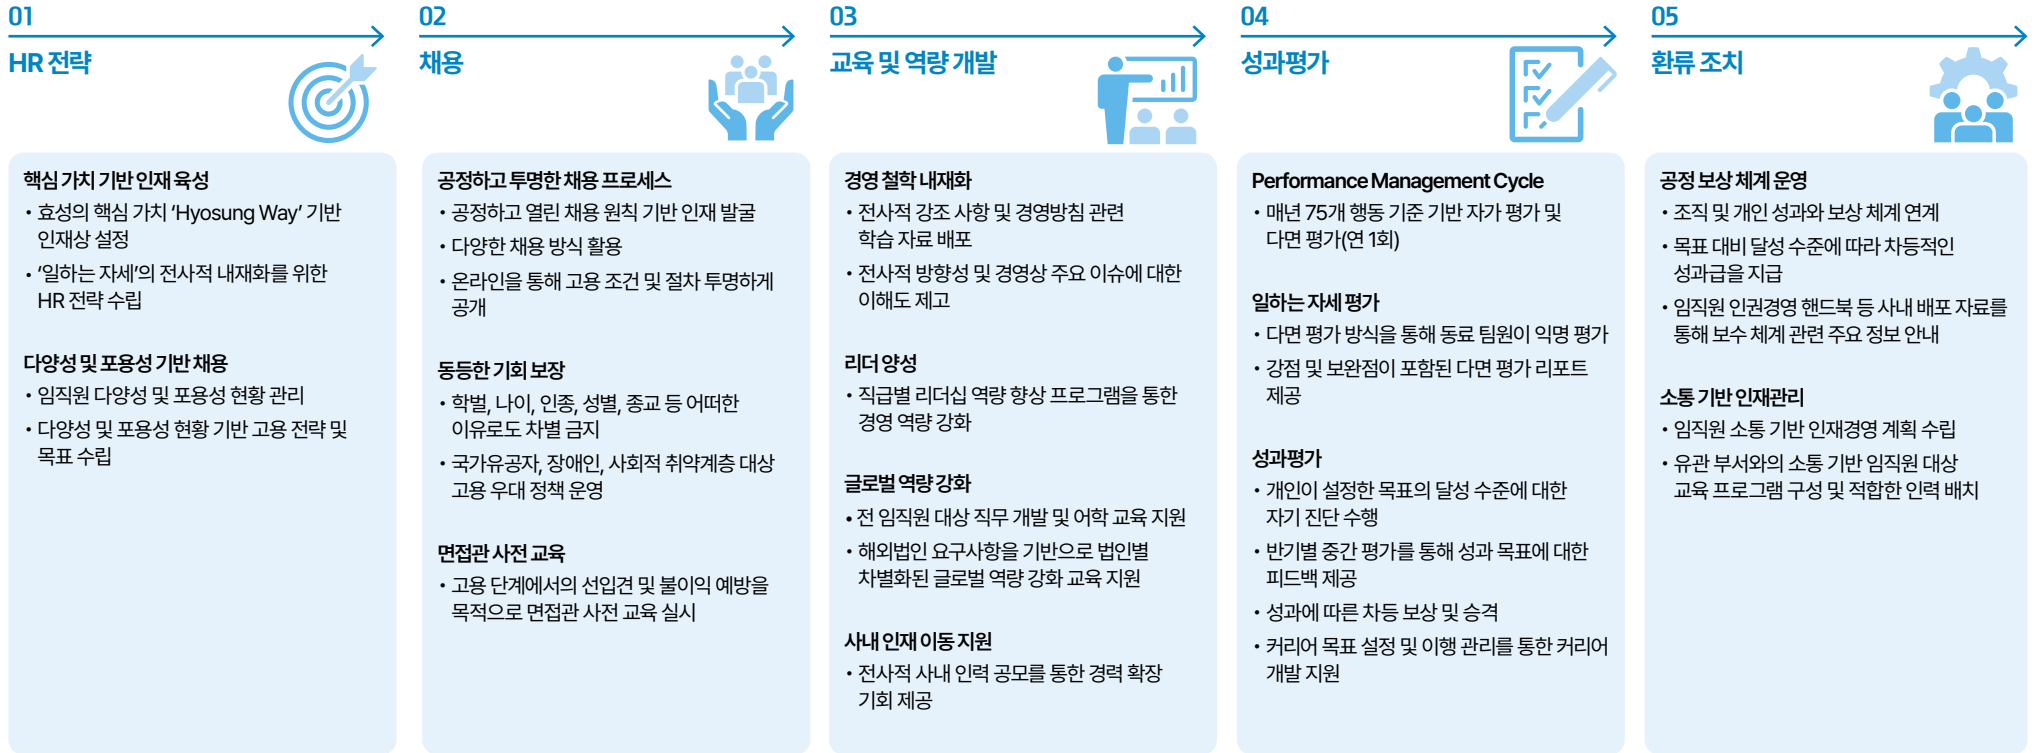 01
HR 전략
핵심 가치 기반 인재 육성
• 효성의 핵심 가치 ‘Hyosung Way’ 기반
인재상 설정
• ‘일하는 자세’의 전사적 내재화를 위한
HR 전략 수립
다양성 및 포용성 기반 채용
• 임직원 다양성 및 포용성 현황 관리
• 다양성 및 포용성 현황 기반 고용 전략 및
목표 수립
02
채용
공정하고 투명한 채용 프로세스
• 공정하고 열린 채용 원칙 기반 인재 발굴
• 다양한 채용 방식 활용
• 온라인을 통해 고용 조건 및 절차 투명하게
공개
동등한 기회 보장
• 학벌, 나이, 인종, 성별, 종교 등 어떠한
이유로도 차별 금지
• 국가유공자, 장애인, 사회적 취약계층 대상
고용 우대 정책 운영
면접관 사전 교육
• 고용 단계에서의 선입견 및 불이익 예방을
목적으로 면접관 사전 교육 실시
03
교육 및 역량 개발
경영 철학 내재화
• 전사적 강조 사항 및 경영방침 관련
학습 자료 배포
• 전사적 방향성 및 경영상 주요 이슈에 대한
이해도 제고
리더 양성
• 직급별 리더십 역량 향상 프로그램을 통한
경영 역량 강화
글로벌 역량 강화
• 전 임직원 대상 직무 개발 및 어학 교육 지원
• 해외법인 요구사항을 기반으로 법인별
차별화된 글로벌 역량 강화 교육 지원
사내 인재 이동 지원
• 전사적 사내 인력 공모를 통한 경력 확장
기회 제공
04
성과평가
Performance Management Cycle
• 매년 75개 행동 기준 기반 자가 평가 및
다면 평가(연 1회)
일하는 자세 평가
• 다면 평가 방식을 통해 동료 팀원이 익명 평가
• 강점 및 보완점이 포함된 다면 평가 리포트
제공
성과평가
• 개인이 설정한 목표의 달성 수준에 대한
자기 진단 수행
• 반기별 중간 평가를 통해 성과 목표에 대한
피드백 제공
• 성과에 따른 차등 보상 및 승격
• 커리어 목표 설정 및 이행 관리를 통한 커리어
개발 지원
05
환류 조치
공정 보상 체계 운영
• 조직 및 개인 성과와 보상 체계 연계
• 목표 대비 달성 수준에 따라 차등적인
성과급을 지급
• 임직원 인권경영 핸드북 등 사내 배포 자료를
통해 보수 체계 관련 주요 정보 안내
소통 기반 인재관리
• 임직원 소통 기반 인재경영 계획 수립
• 유관 부서와의 소통 기반 임직원 대상
교육 프로그램 구성 및 적합한 인력 배치